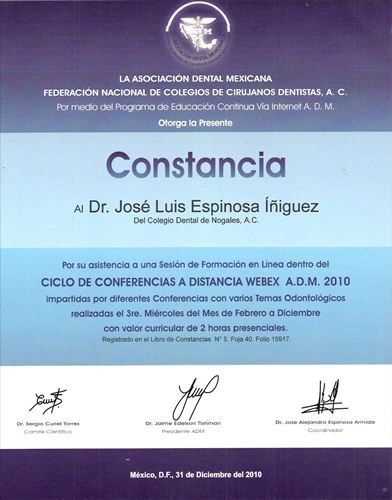 LA ASOCIACIÓN DENTAL MEXICANA
FEDERACIÓN NACIONAL DE COLEGIOS DE CIRUJANOS DENTISTAS, A. C.
Por medio del Programa de Educación Continua Vía Internet A. D. M.
Otorga la Presente
Constancia
Al Dr. José Luis Espinosa Íñiguez
Del Colegio Dental de Nogales, A.C.
Por su asistencia a una Sesión de Formación en Línea dentro del
CICLO DE CONFERENCIAS A DISTANCIA WEBEX A.D.M. 2010
impartidas por diferentes Conferencias con varios Temas Odontológicos
realizadas el 3re. Miércoles del Mes de Febrero a Diciembre
con valor curricular de 2 horas presenciales.
Registrado en el Libro de Constancias N° 5. Foja 40. Folio 15917.
Dr. Sergio Curiel Torres
Comite Científico
Dr. Jaime Edelson Tishman
Presidente ADM
Dr. José Alejandro Espinosa Armida
Coordinador
México, D.F., 31 de Diciembre del 2010